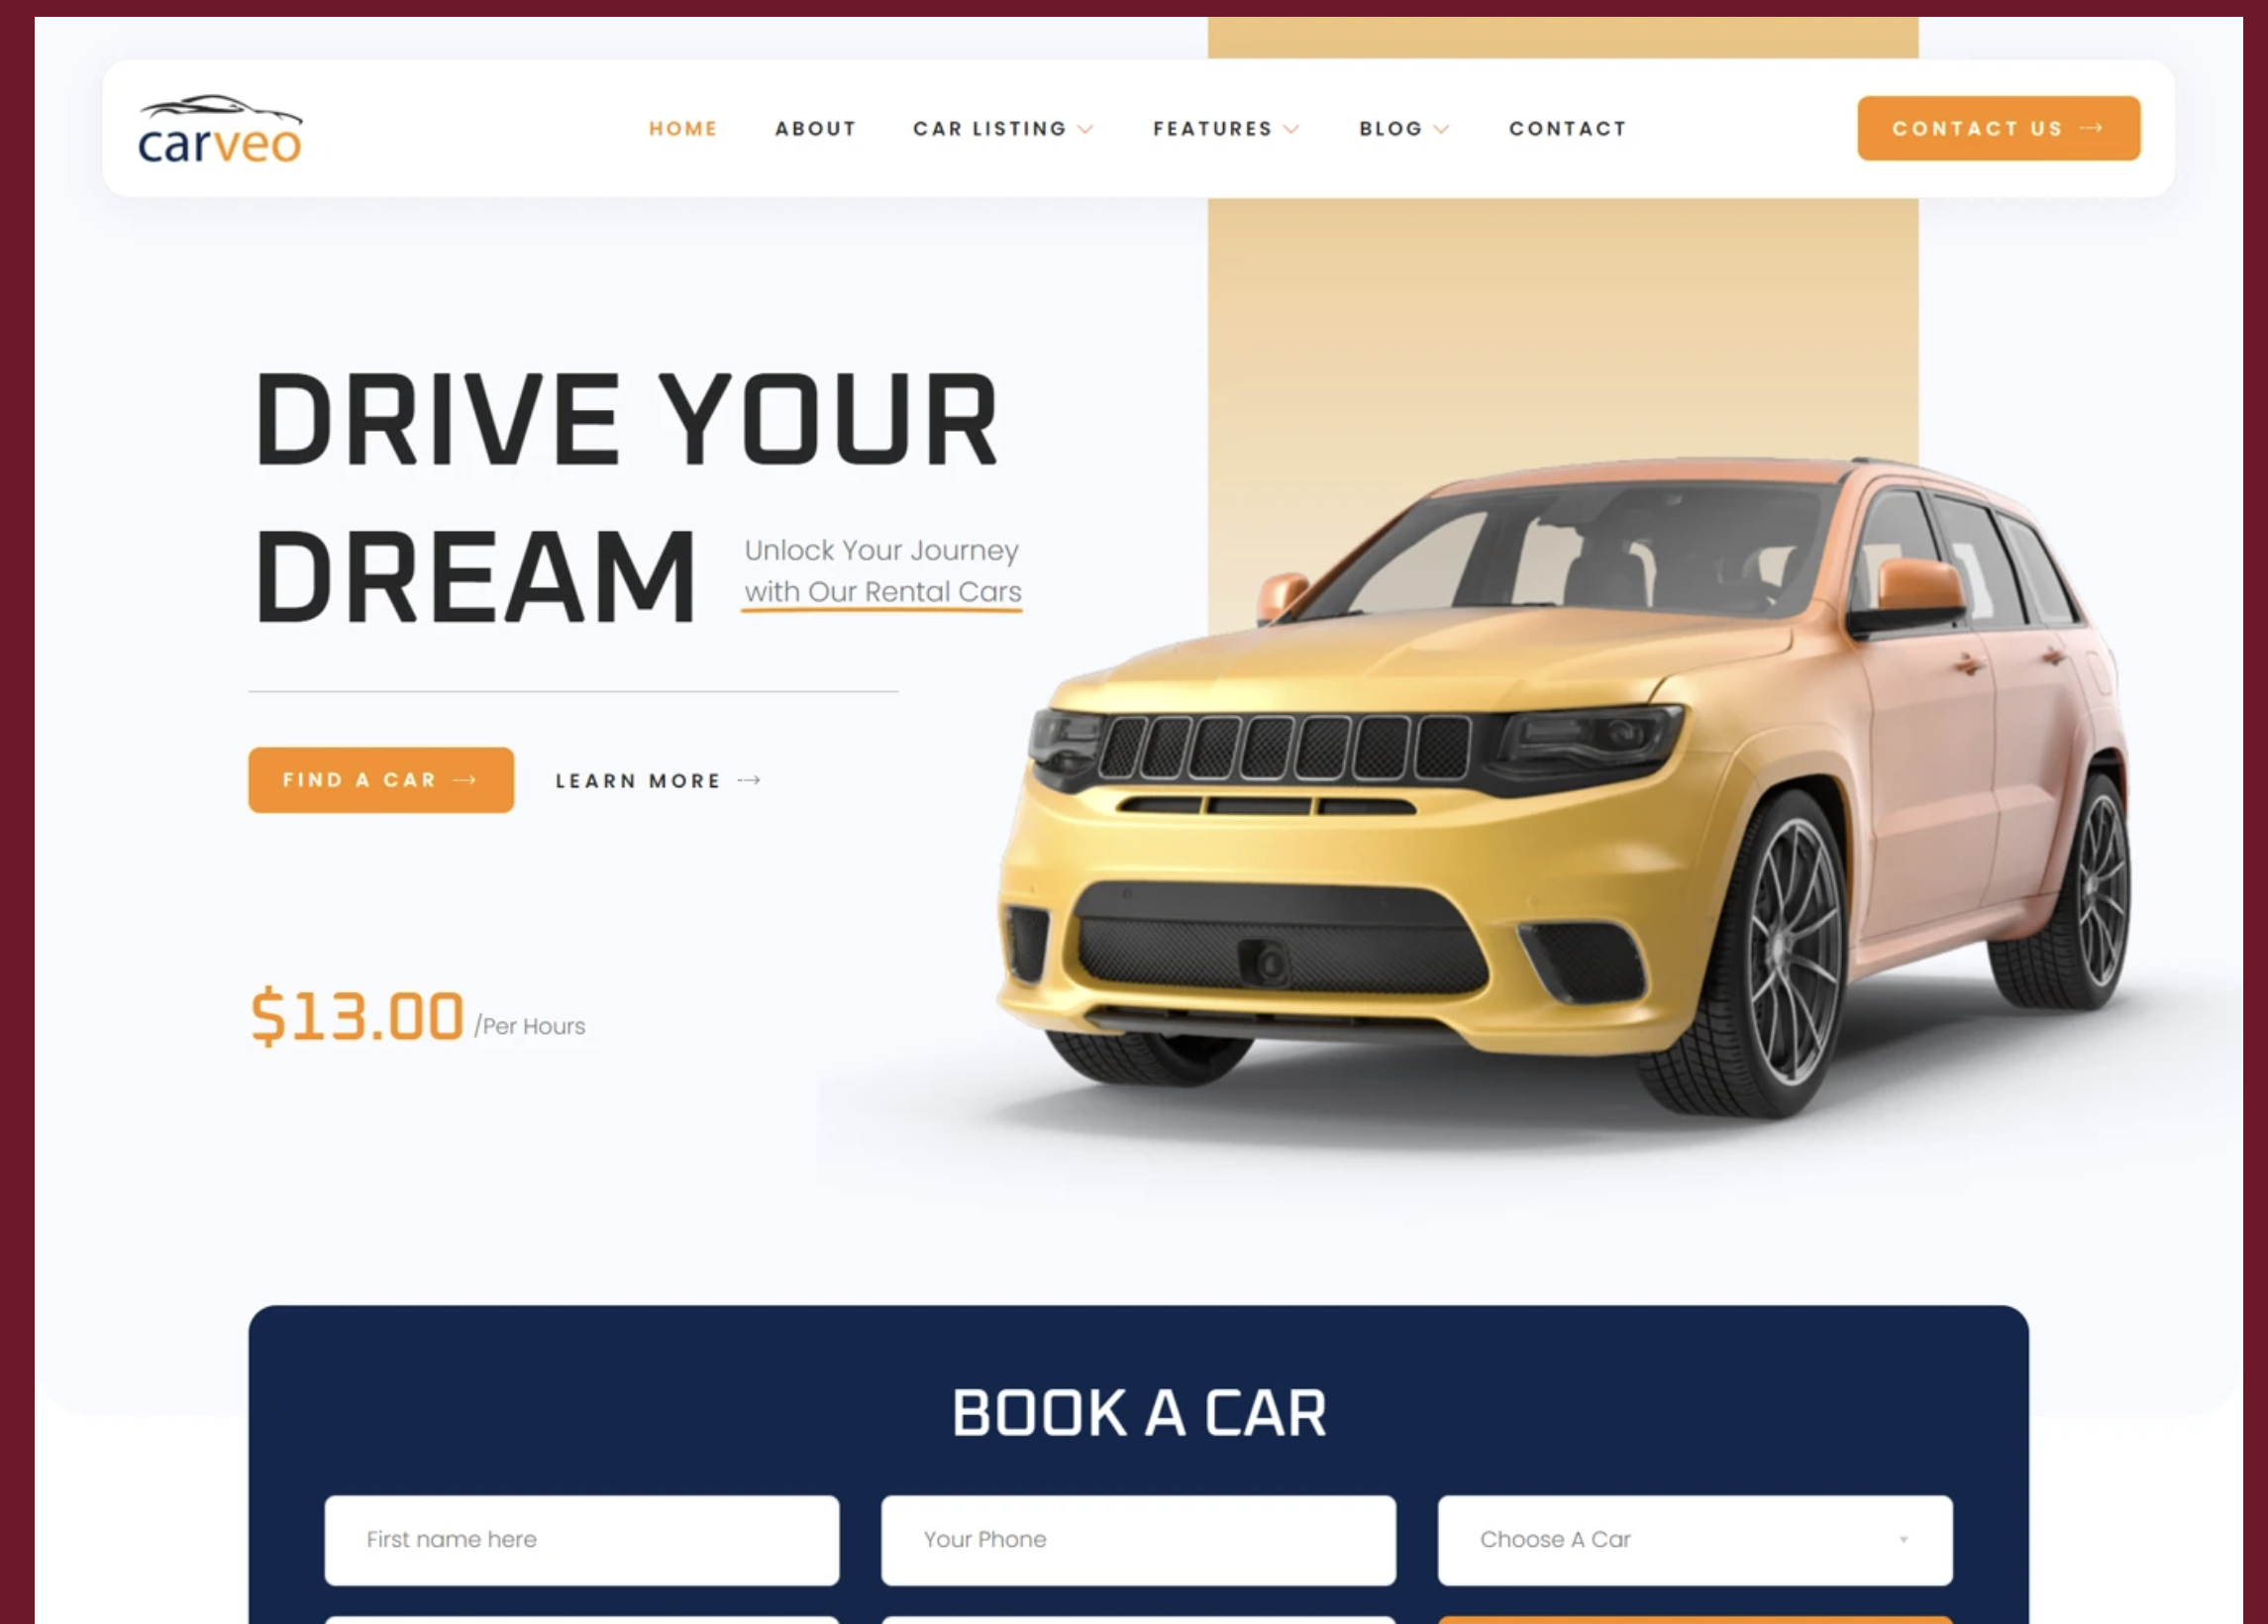 carveo
HOME ABOUT CAR LISTING FEATURES BLOG CONTACT
CONTACT US
DRIVE YOUR
DREAM
Unlock Your Journey
with Our Rental Cars
FIND A CAR LEARN MORE
$13.00 /Per Hours
BOOK A CAR
First name here
Your Phone
Choose A Car